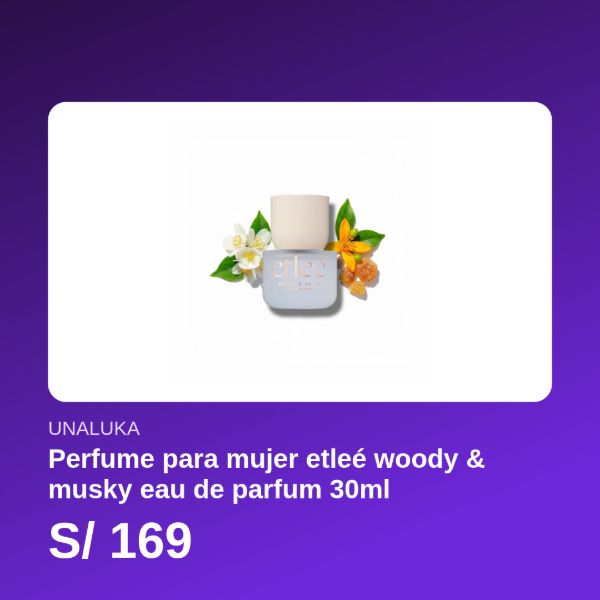 etleé
UNALUKA
Perfume para mujer etleé woody &
musky eau de parfum 30ml
S/ 169